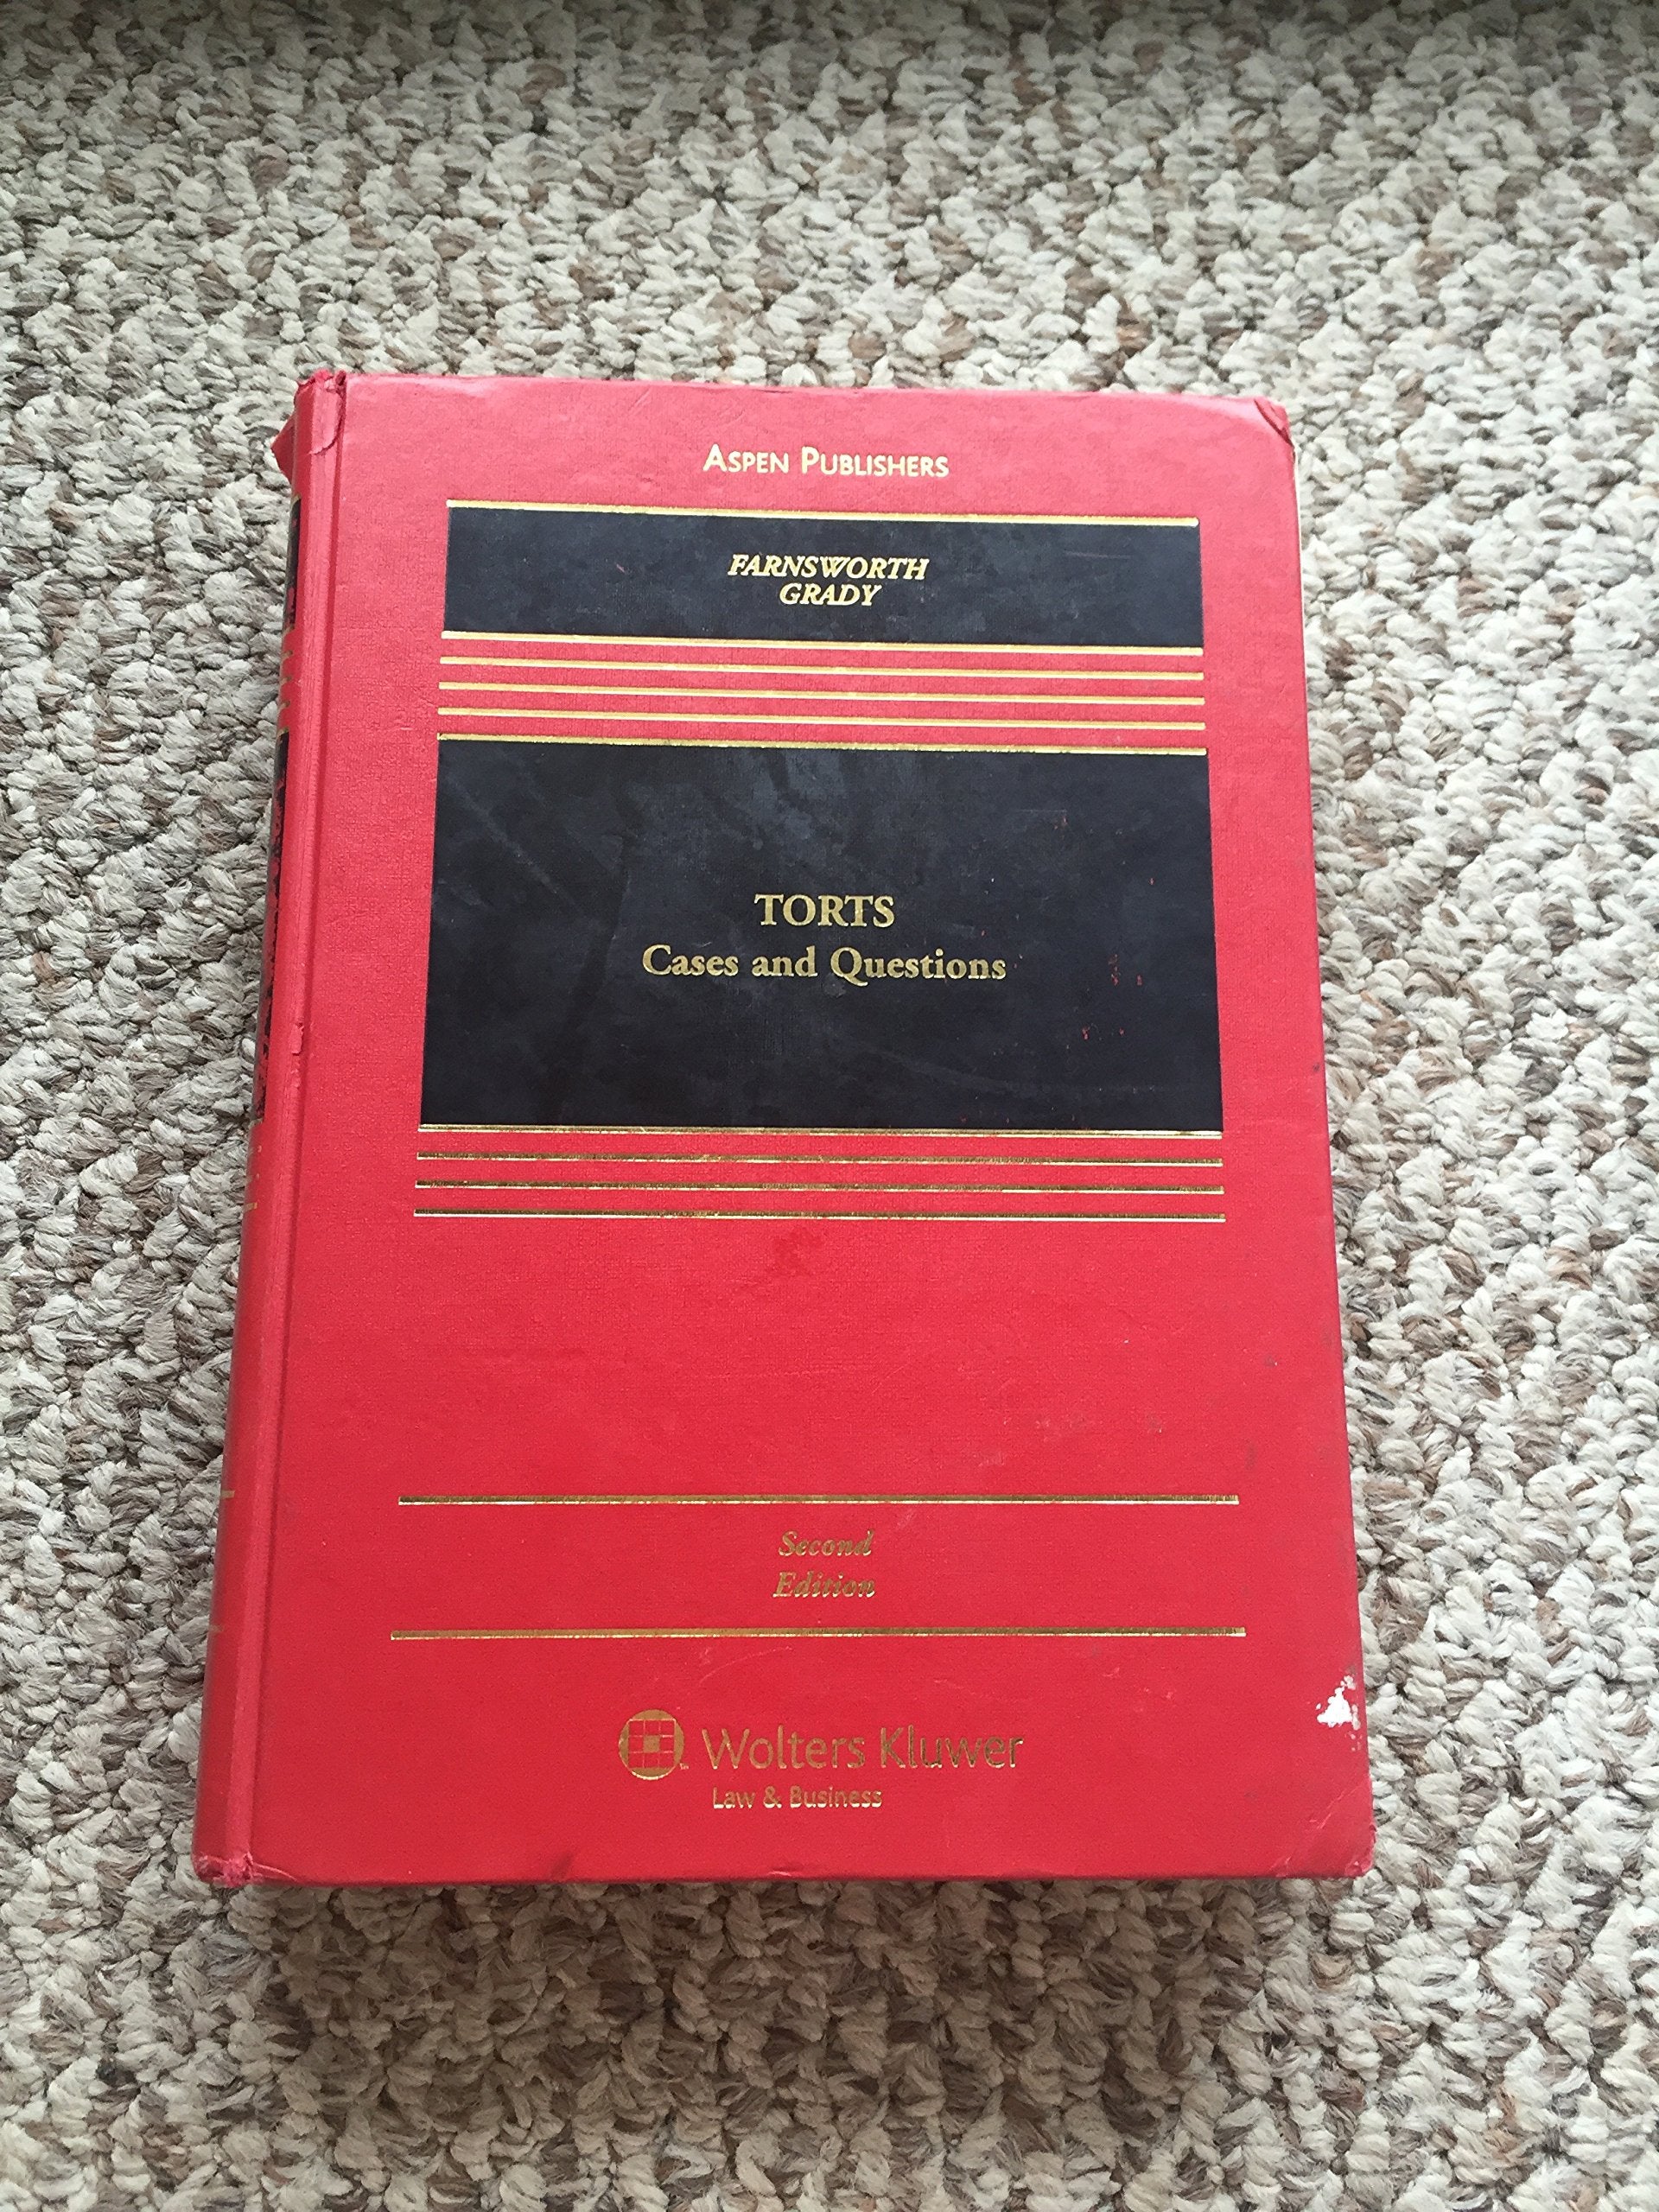 ASPEN PUBLISHERS
FARNSWORTH
GRADY
TORTS
Cases and Questions
Second
Edition
Wolters Kluwer
Law & Business